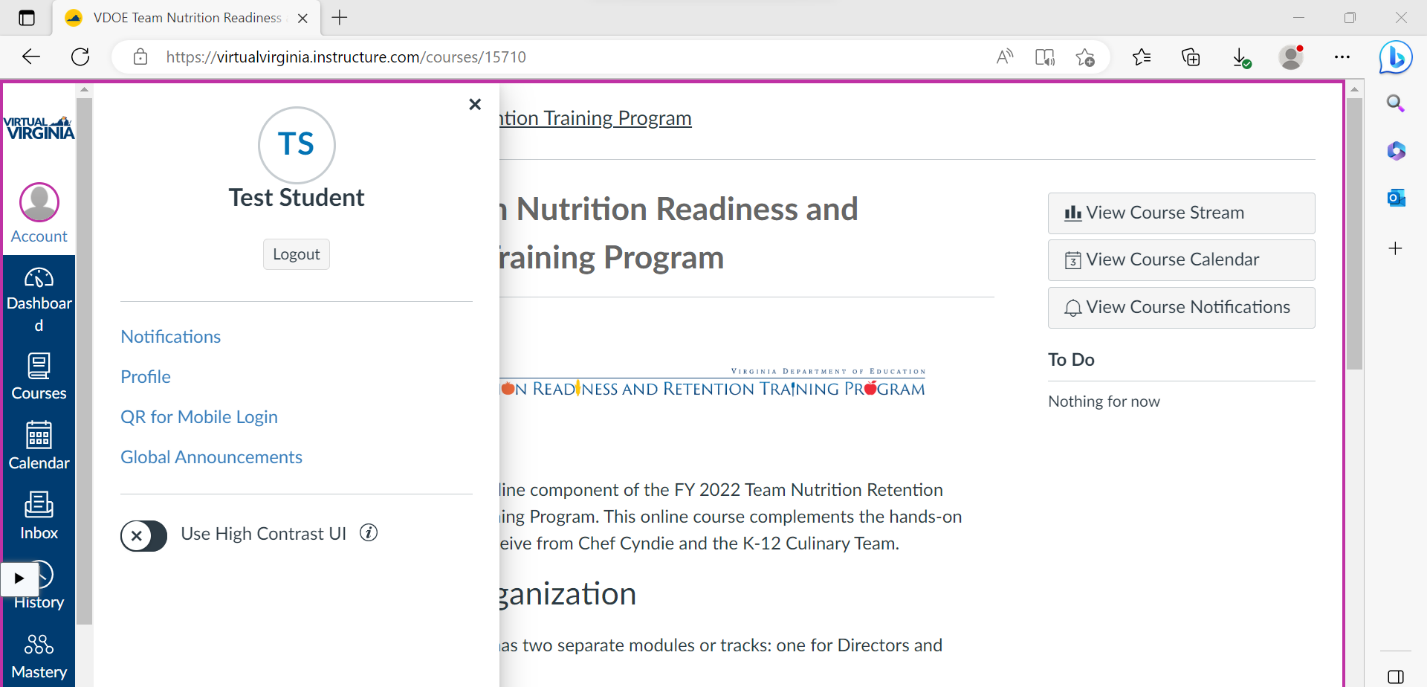 VDOE Team Nutrition Readiness
https://virtualvirginia.instructure.com/courses/15710
VIRTUAL
VIRGINIA
Account
Dashboar
d
Courses
Calendar
Inbox
History
Mastery
TS
Test Student
Logout
Notifications
Profile
QR for Mobile Login
Global Announcements
Use High Contrast UI
ntion Training Program
n Nutrition Readiness and
raining Program
VIRGINIA DEPARTMENT OF EDUCATION
ON READINESS AND RETENTION TRAINING PROGRAM
line component of the FY 2022 Team Nutrition Retention
ing Program. This online course complements the hands-on
eive from Chef Cyndie and the K-12 Culinary Team.
ganization
as two separate modules or tracks: one for Directors and
View Course Stream
3 View Course Calendar
View Course Notifications
To Do
Nothing for now